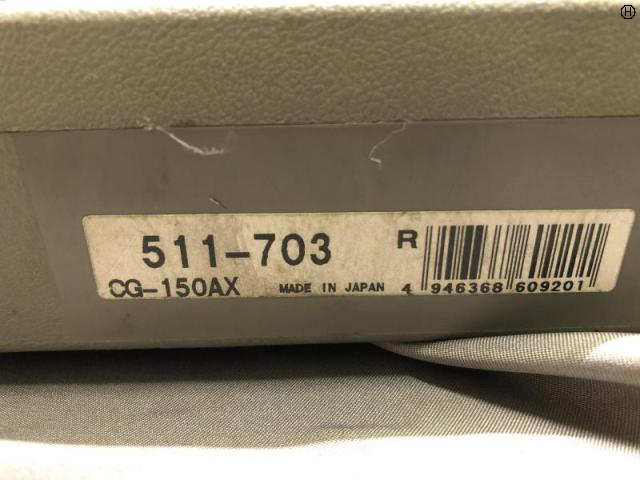 H
511-703
R
CG-150AX
MADE IN JAPAN
4 946368 609201